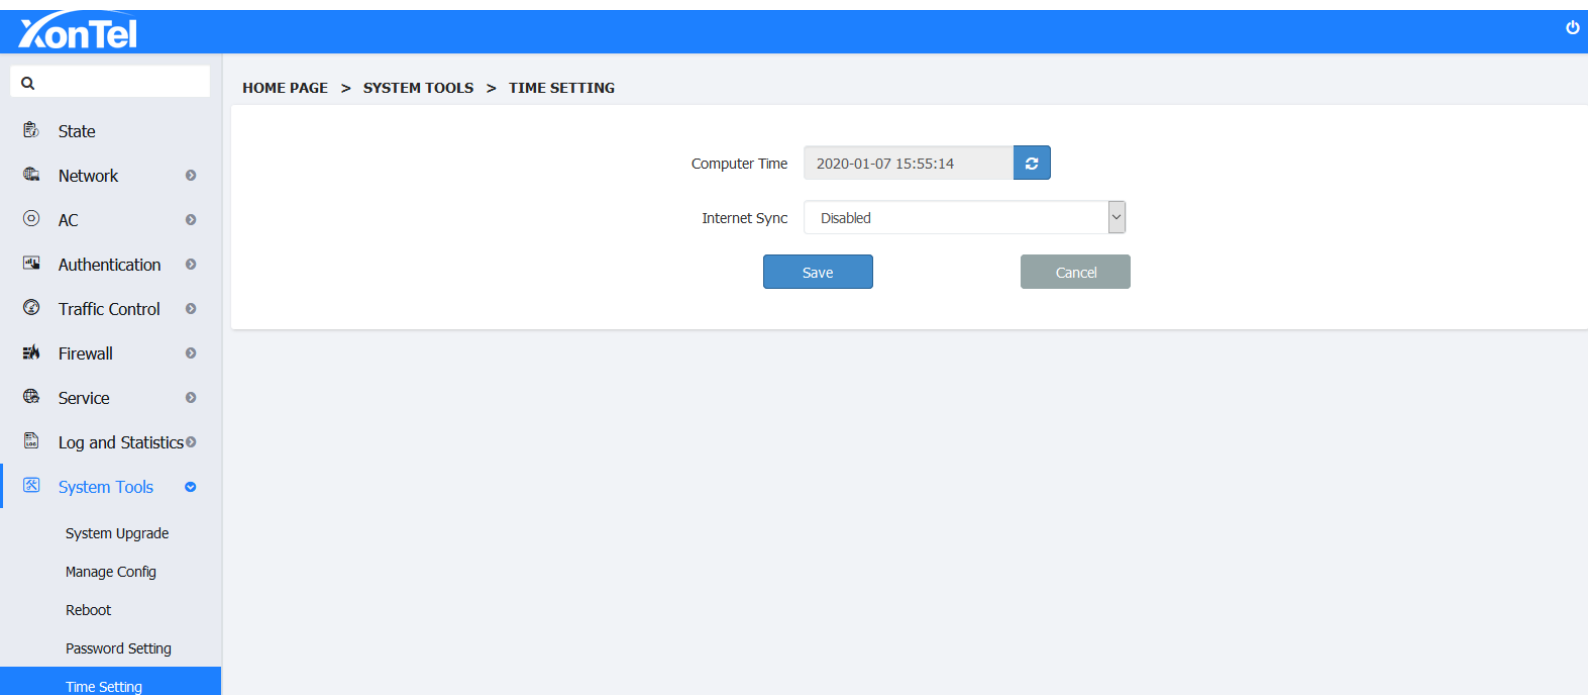 XonTel
HOME PAGE > SYSTEM TOOLS > TIME SETTING
State
Network
AC
Authentication
Traffic Control
Firewall
Service
Log and Statistics
System Tools
System Upgrade
Manage Config
Reboot
Password Setting
Time Setting
Computer Time 2020-01-07 15:55:14
Internet Sync Disabled
Save Cancel